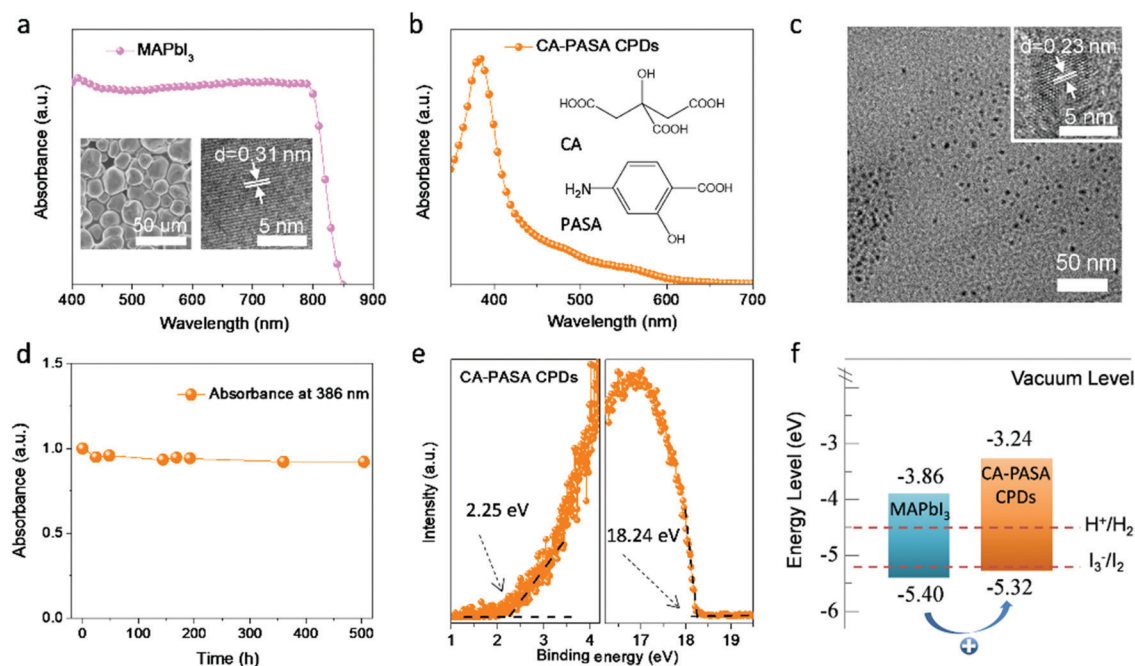 a
MAPbI3
Absorbance (a.u.)
d=0.31 nm
50 μm
5 nm
400 500 600 700 800 900
Wavelength (nm)
b
CA-PASA CPDs
Absorbance (a.u.)
OH
HOOC
COOH
COOH
CA
H2N
COOH
PASA
OH
400 500 600 700
Wavelength (nm)
c
d=0.23 nm
5 nm
50 nm
d
1.5
1.0
0.5
0.0
Absorbance (a.u.)
Absorbance at 386 nm
0 100 200 300 400 500
Time (h)
e
CA-PASA CPDs
Intensity (a.u.)
2.25 eV
18.24 eV
1 2 3 4 17 18 19
Binding energy (eV)
f
Vacuum Level
Energy Level (eV)
-3
-4
-5
-6
-3.24
-3.86
CA-PASA
CPDs
MAPbI3
H+/H2
I3-/I2
-5.40
-5.32
+